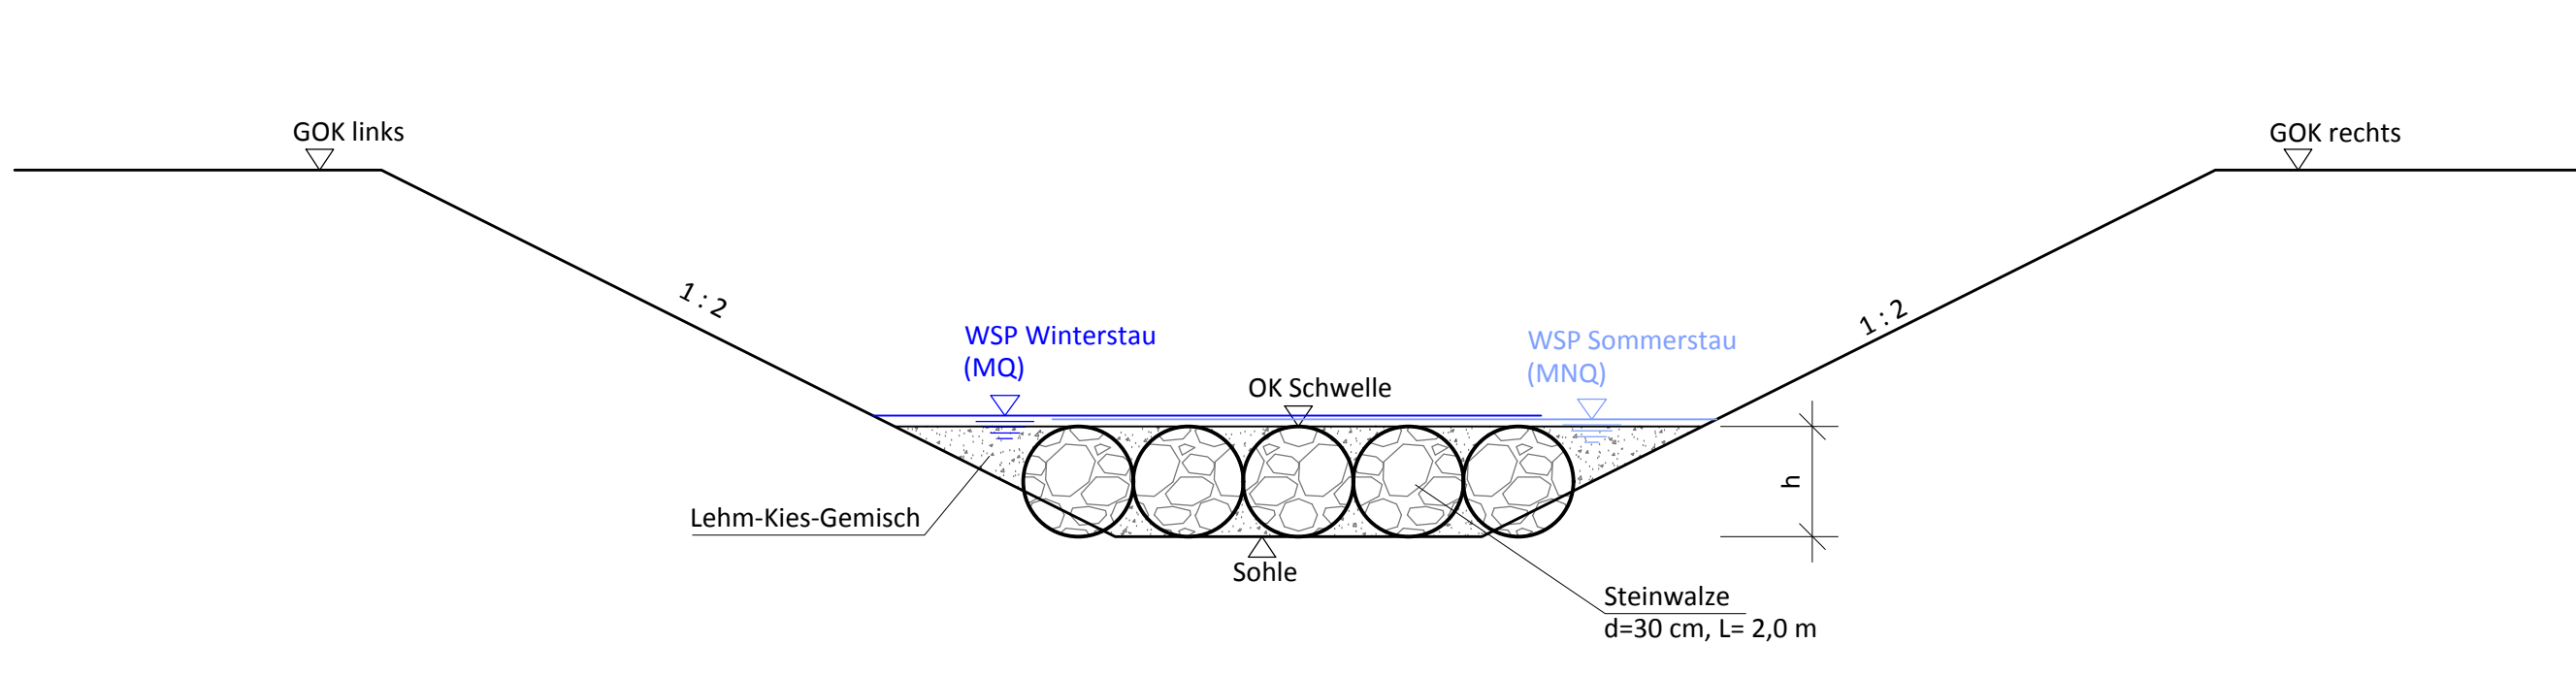 GOK links
GOK rechts
1 : 2
1 : 2
WSP Winterstau
(MQ)
WSP Sommerstau
(MNQ)
OK Schwelle
h
Lehm-Kies-Gemisch
Sohle
Steinwalze
d=30 cm, L= 2,0 m